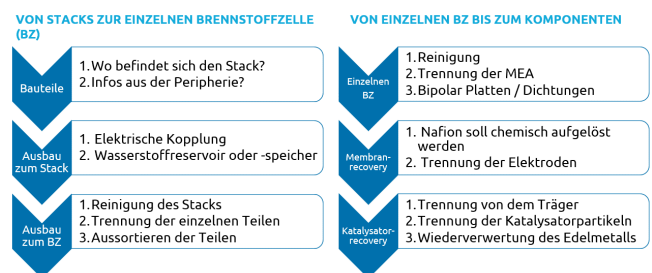 VON STACKS ZUR EINZELNEN BRENNSTOFFZELLE
(BZ)
Bauteile
1.Wo befindet sich den Stack?
2.Infos aus der Peripherie?
Ausbau
zum Stack
1. Elektrische Kopplung
2. Wasserstoffreservoir oder -speicher
Ausbau
zum BZ
1.Reinigung des Stacks
2.Trennung der einzelnen Teilen
3.Aussortieren der Teilen
VON EINZELNEN BZ BIS ZUM KOMPONENTEN
Einzelnen
BZ
1.Reinigung
2.Trennung der MEA
3.Bipolar Platten / Dichtungen
Membran-
recovery
1. Nafion soll chemisch aufgelöst
werden
2. Trennung der Elektroden
Katalysator-
recovery
1.Trennung von dem Träger
2.Trennung der Katalysatorpartikeln
3.Wiederverwertung des Edelmetalls